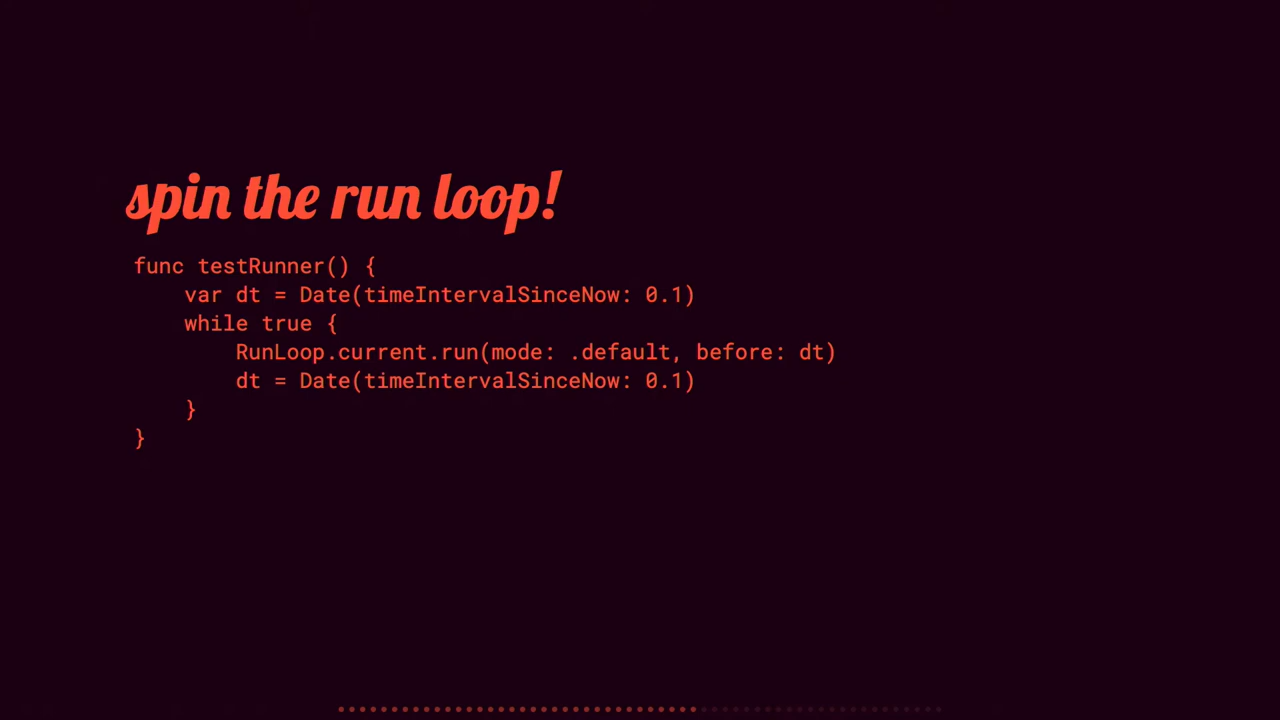 spin the run loop!
func testRunner() {
    var dt = Date(timeIntervalSinceNow: 0.1)
    while true {
        RunLoop.current.run(mode: .default, before: dt)
        dt = Date(timeIntervalSinceNow: 0.1)
    }
}